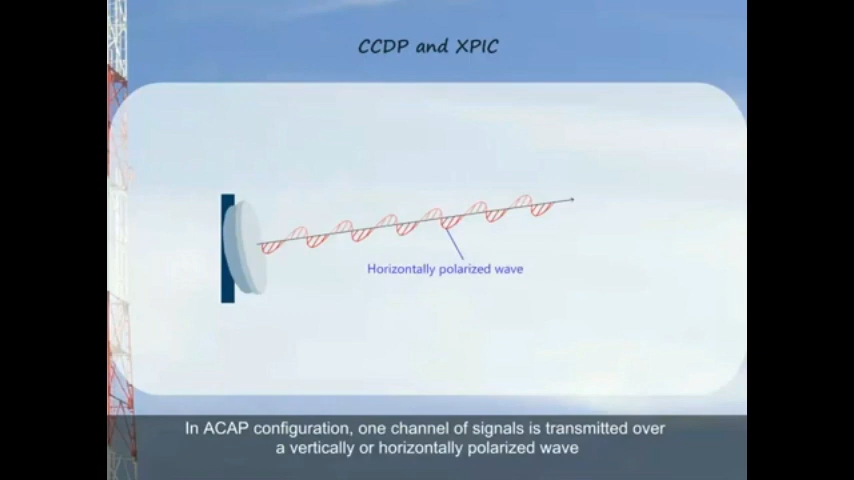 CCDP and XPIC
Horizontally polarized wave
In ACAP configuration, one channel of signals is transmitted over
a vertically or horizontally polarized wave